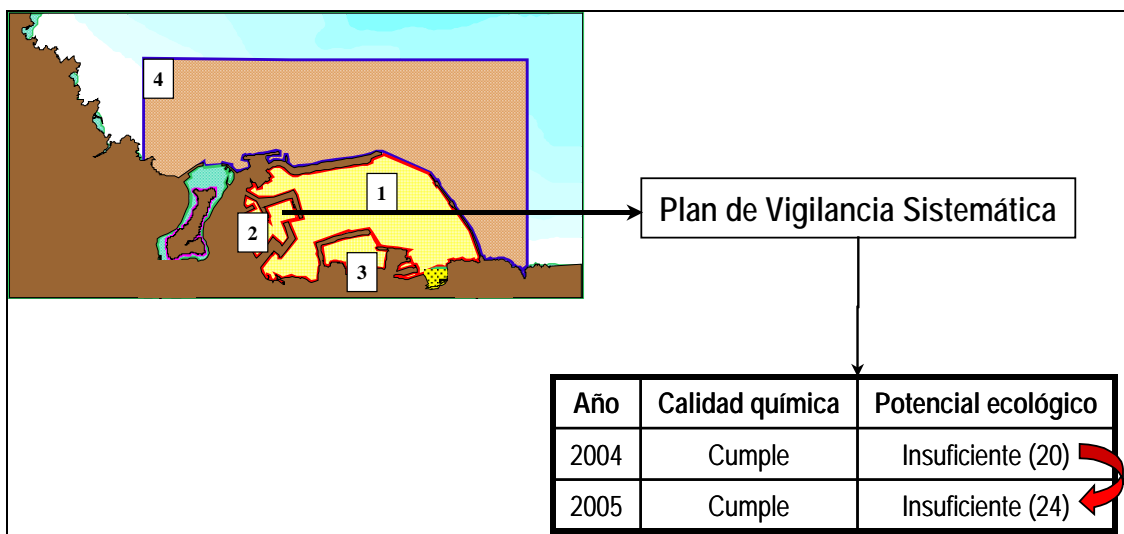 4
1
2
3
Plan de Vigilancia Sistemática
Año Calidad química Potencial ecológico
2004 Cumple Insuficiente (20)
2005 Cumple Insuficiente (24)